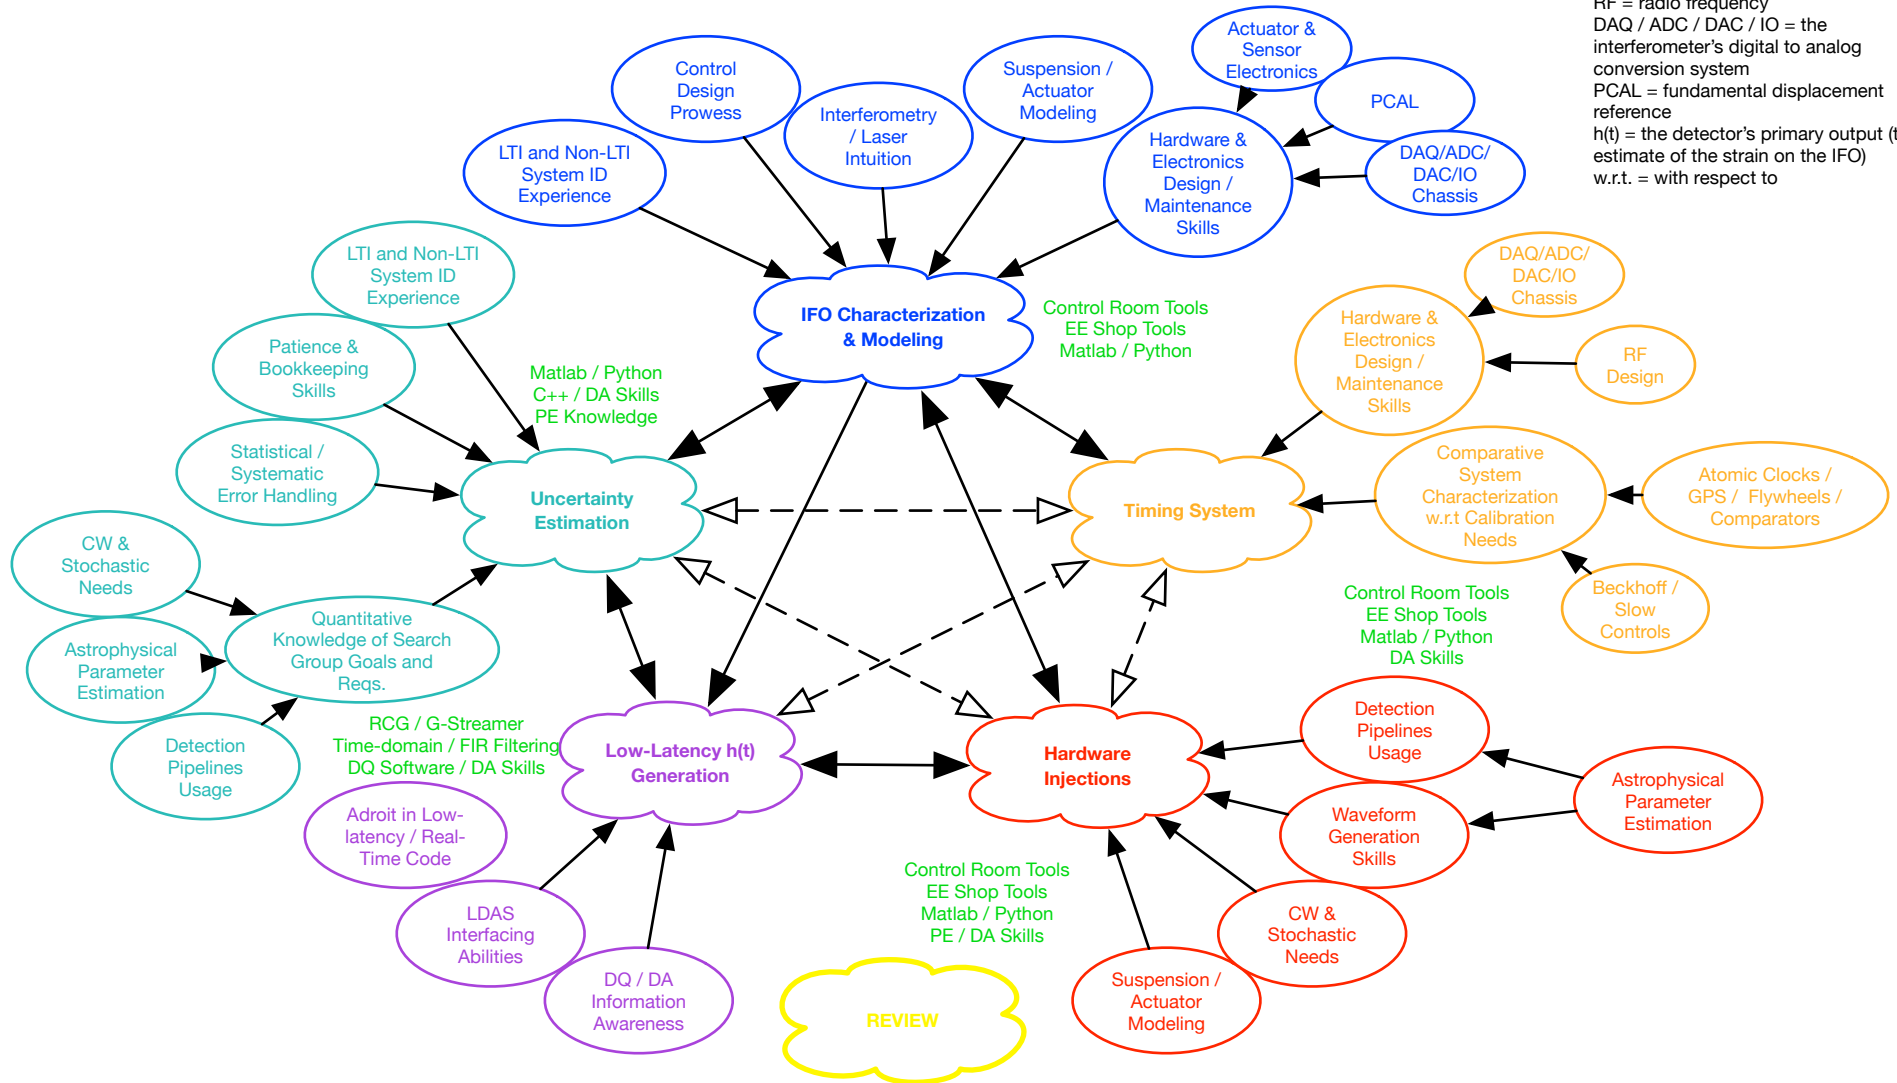 RF = radio frequency
DAQ / ADC / DAC / IO = the
interferometer's digital to analog
conversion system
PCAL = fundamental displacement
reference
h(t) = the detector's primary output (t
estimate of the strain on the IFO)
w.r.t. = with respect to
Actuator &
Sensor
Electronics
Control
Design
Prowess
Suspension /
Actuator
Modeling
PCAL
Interferometry
/ Laser
Intuition
Hardware &
Electronics
Design /
Maintenance
Skills
LTI and Non-LTI
System ID
Experience
DAQ/ADC/
DAC/IO
Chassis
LTI and Non-LTI
System ID
Experience
DAQ/ADC/
DAC/IO
Chassis
IFO Characterization
& Modeling
Control Room Tools
EE Shop Tools
Matlab / Python
Hardware &
Electronics
Design /
Maintenance
Skills
RF
Design
Patience &
Bookkeeping
Skills
Matlab / Python
C++ / DA Skills
PE Knowledge
Statistical /
Systematic
Error Handling
Comparative
System
Characterization
w.r.t Calibration
Needs
Atomic Clocks /
GPS / Flywheels /
Comparators
Uncertainty
Estimation
Timing System
CW &
Stochastic
Needs
Beckhoff /
Slow
Controls
Control Room Tools
EE Shop Tools
Matlab / Python
DA Skills
Quantitative
Knowledge of Search
Group Goals and
Reqs.
Astrophysical
Parameter
Estimation
Detection
Pipelines
Usage
RCG / G-Streamer
Time-domain / FIR Filtering
DQ Software / DA Skills
Low-Latency h(t)
Generation
Hardware
Injections
Detection
Pipelines
Usage
Astrophysical
Parameter
Estimation
Adroit in Low-
latency / Real-
Time Code
Waveform
Generation
Skills
Control Room Tools
EE Shop Tools
Matlab / Python
PE / DA Skills
LDAS
Interfacing
Abilities
CW &
Stochastic
Needs
DQ / DA
Information
Awareness
Suspension /
Actuator
Modeling
REVIEW